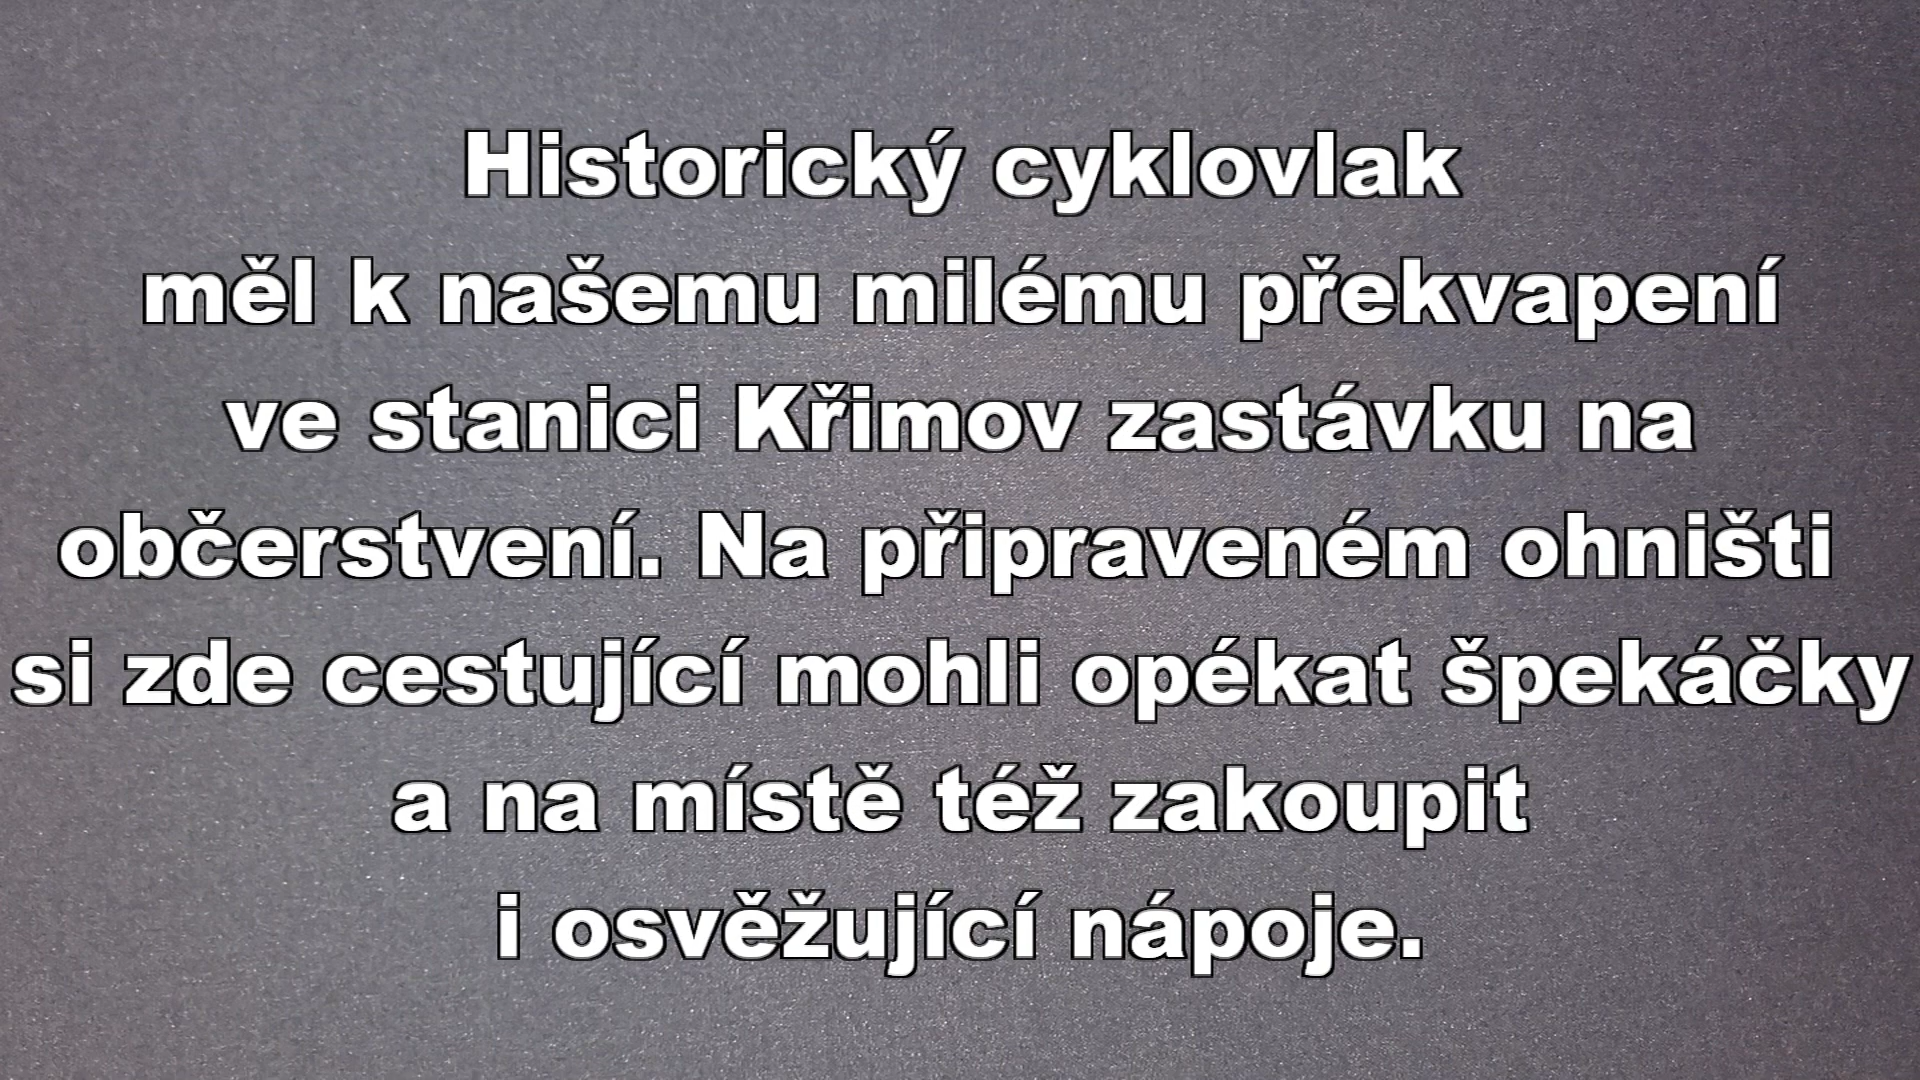 Historický cyklovlak
měl k našemu milému překvapení
ve stanici Křimov zastávku na
občerstvení. Na připraveném ohništi
si zde cestující mohli opékat špekáčky
a na místě též zakoupit
i osvěžující nápoje.